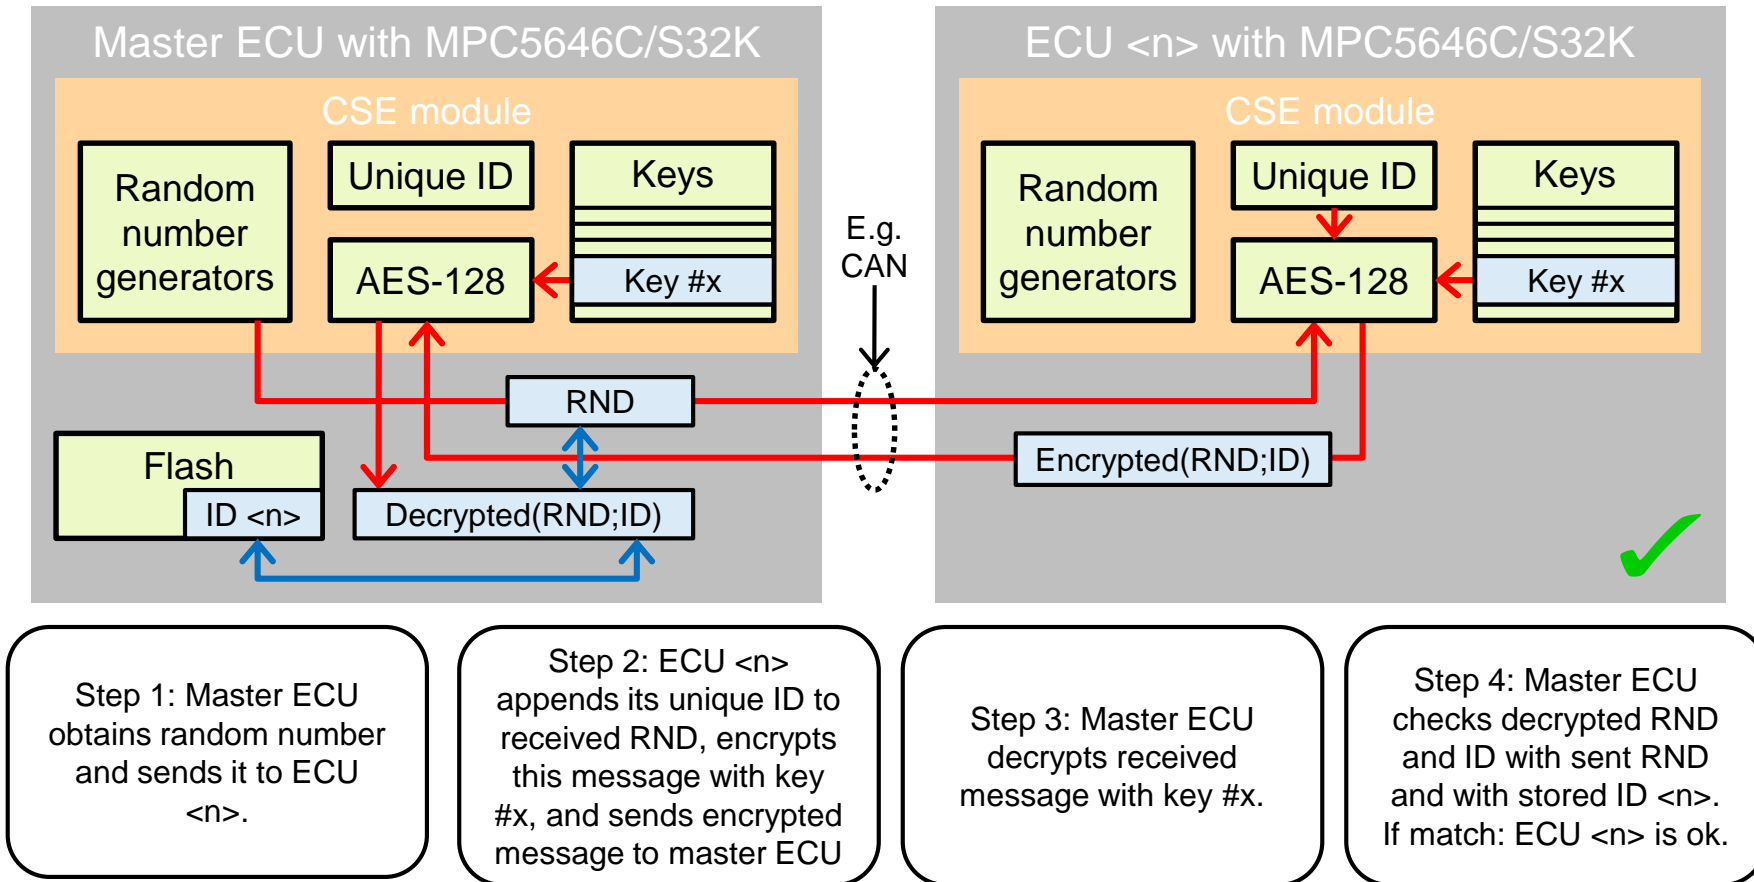 Master ECU with MPC5646C/S32K
CSE module
Random
number
generators
Unique ID
AES-128
Keys
Key #x
RND
Flash
ID <n>
Decrypted(RND;ID)
E.g.
CAN
ECU <n> with MPC5646C/S32K
CSE module
Random
number
generators
Unique ID
AES-128
Keys
Key #x
Encrypted(RND;ID)
Step 1: Master ECU
obtains random number
and sends it to ECU
<n>.
Step 2: ECU <n>
appends its unique ID to
received RND, encrypts
this message with key
#x, and sends encrypted
message to master ECU
Step 3: Master ECU
decrypts received
message with key #x.
Step 4: Master ECU
checks decrypted RND
and ID with sent RND
and with stored ID <n>.
If match: ECU <n> is ok.